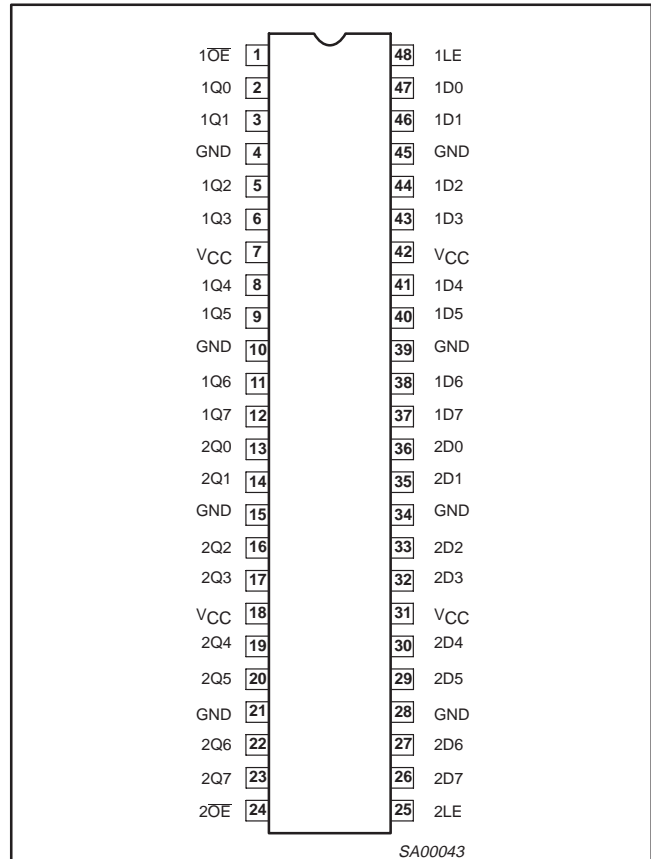 1O̅E̅ 1 48 1LE
1Q0 2 47 1D0
1Q1 3 46 1D1
GND 4 45 GND
1Q2 5 44 1D2
1Q3 6 43 1D3
VCC 7 42 VCC
1Q4 8 41 1D4
1Q5 9 40 1D5
GND 10 39 GND
1Q6 11 38 1D6
1Q7 12 37 1D7
2Q0 13 36 2D0
2Q1 14 35 2D1
GND 15 34 GND
2Q2 16 33 2D2
2Q3 17 32 2D3
VCC 18 31 VCC
2Q4 19 30 2D4
2Q5 20 29 2D5
GND 21 28 GND
2Q6 22 27 2D6
2Q7 23 26 2D7
2O̅E̅ 24 25 2LE
SA00043